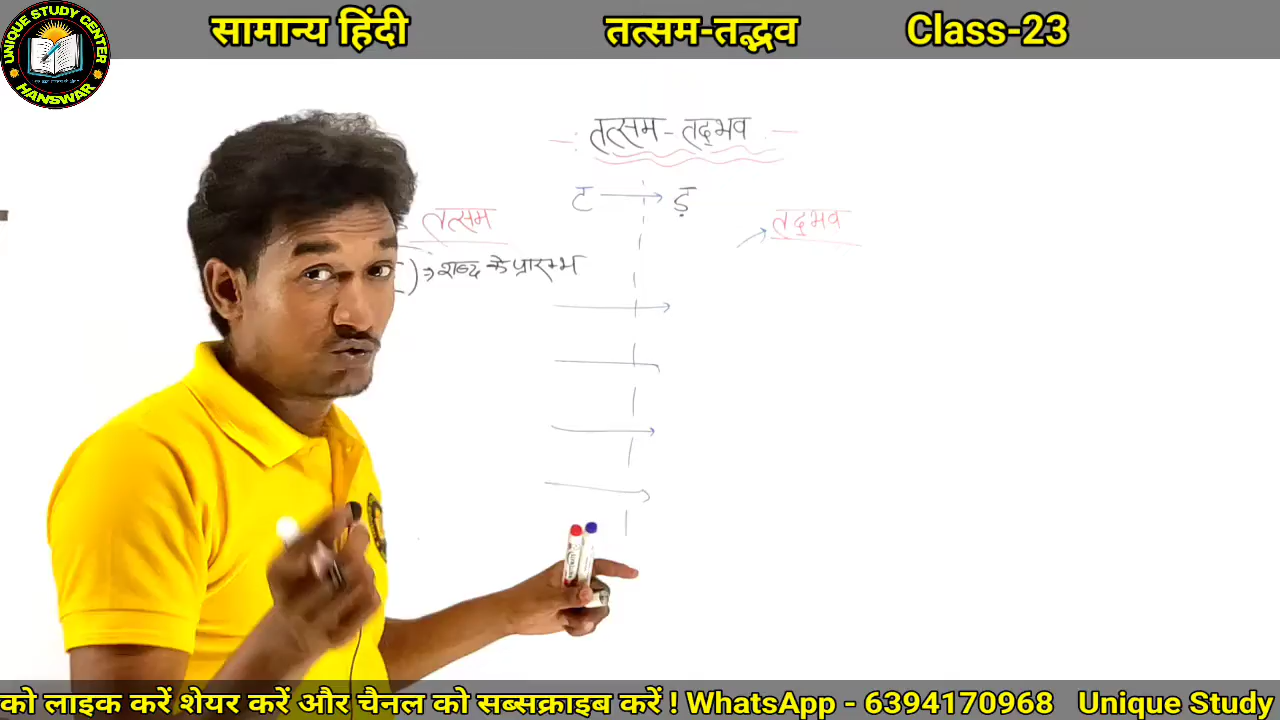 सामान्य हिंदी तत्सम-तद्भव Class-23
UNIQUE STUDY CENTER
HANSWAR
तत्सम - तद्भव
ट ड़
तत्सम तद्भव
शब्द के प्रारम्भ
को लाइक करें शेयर करें और चैनल को सब्सक्राइब करें ! WhatsApp - 6394170968 Unique Study